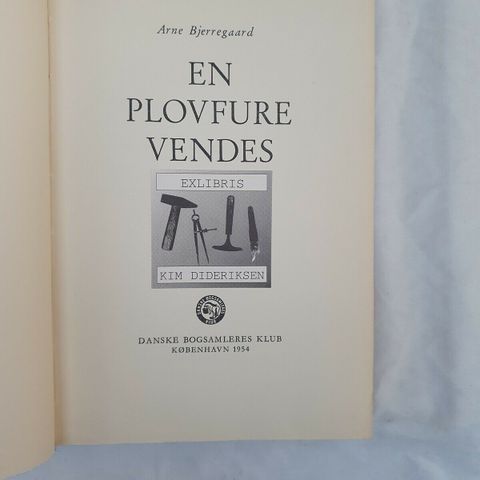 Arne Bjerregaard
EN
PLOVFURE
VENDES
EXLIBRIS
KIM DIDERIKSEN
DANSKE BOGSAMLERES KLUB
KØBENHAVN 1954